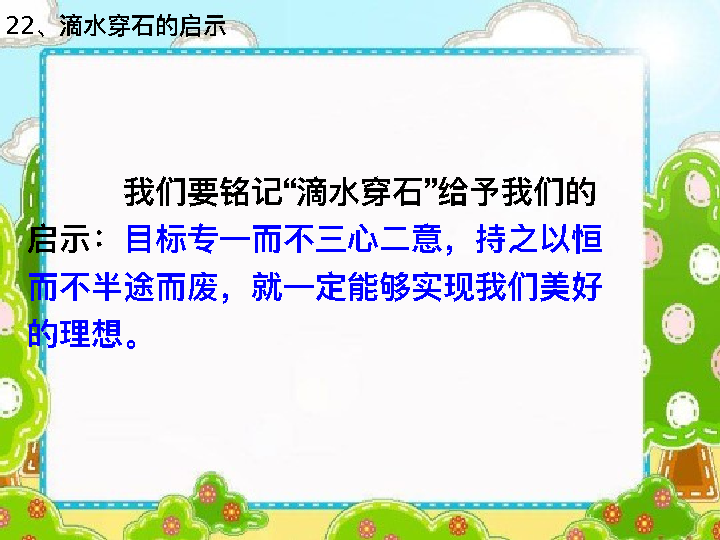 22、滴水穿石的启示
我们要铭记“滴水穿石”给予我们的
启示：目标专一而不三心二意，持之以恒
而不半途而废，就一定能够实现我们美好
的理想。